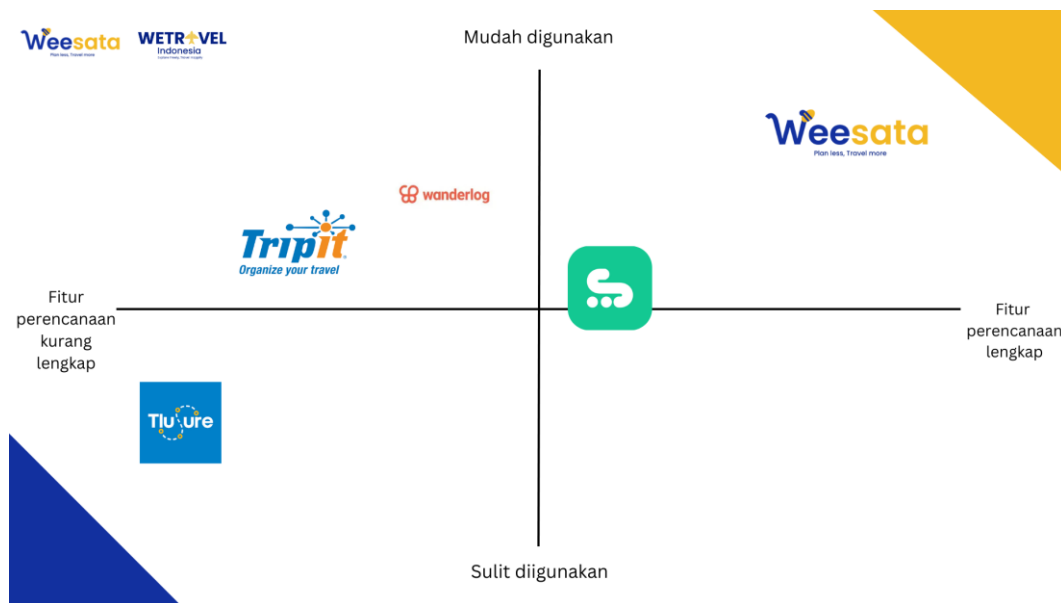 Weesata
Plan less, Travel more
WETRAVEL
Indonesia
Mudah digunakan
Weesata
Plan less, Travel more
wanderlog
Tripit
Organize your travel
Fitur
perencanaan
kurang
lengkap
Fitur
perencanaan
lengkap
Tlusure
Sulit diigunakan